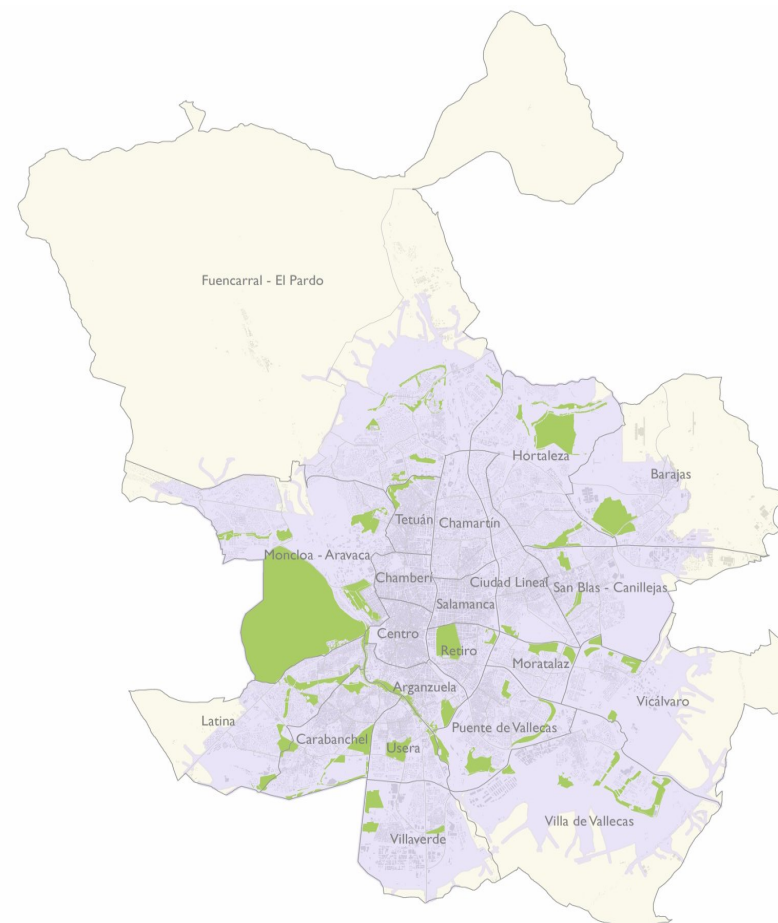 Fuencarral - El Pardo
Hortaleza
Barajas
Tetuán
Chamartín
Moncloa - Aravaca
Chamberí
Ciudad Lineal
San Blas - Canillejas
Salamanca
Centro
Retiro
Moratalaz
Arganzuela
Vicálvaro
Latina
Puente de Vallecas
Carabanchel
Usera
Villa de Vallecas
Villaverde